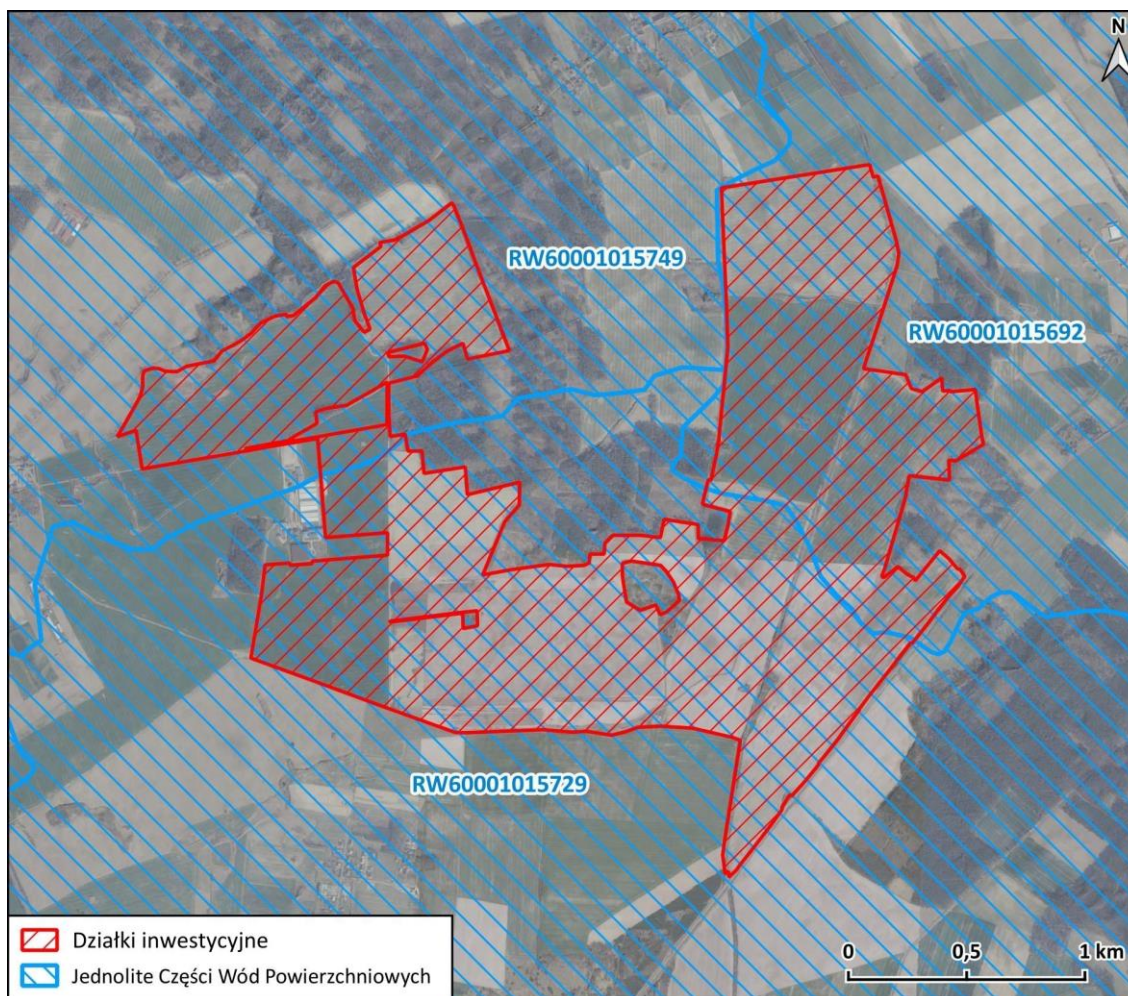 N
RW60001015749
RW60001015692
RW60001015729
Działki inwestycyjne
Jednolite Części Wód Powierzchniowych
0 0,5 1 km